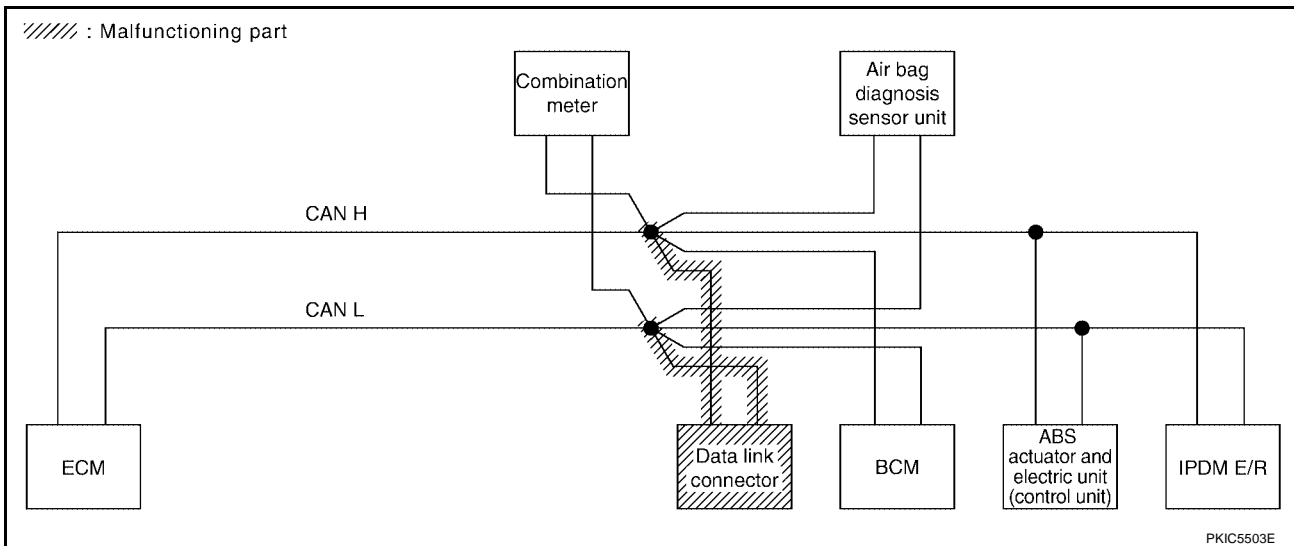 : Malfunctioning part
Combination
meter
Air bag
diagnosis
sensor unit
CAN H
CAN L
ECM
Data link
connector
BCM
ABS
actuator and
electric unit
(control unit)
IPDM E/R
PKIC5503E